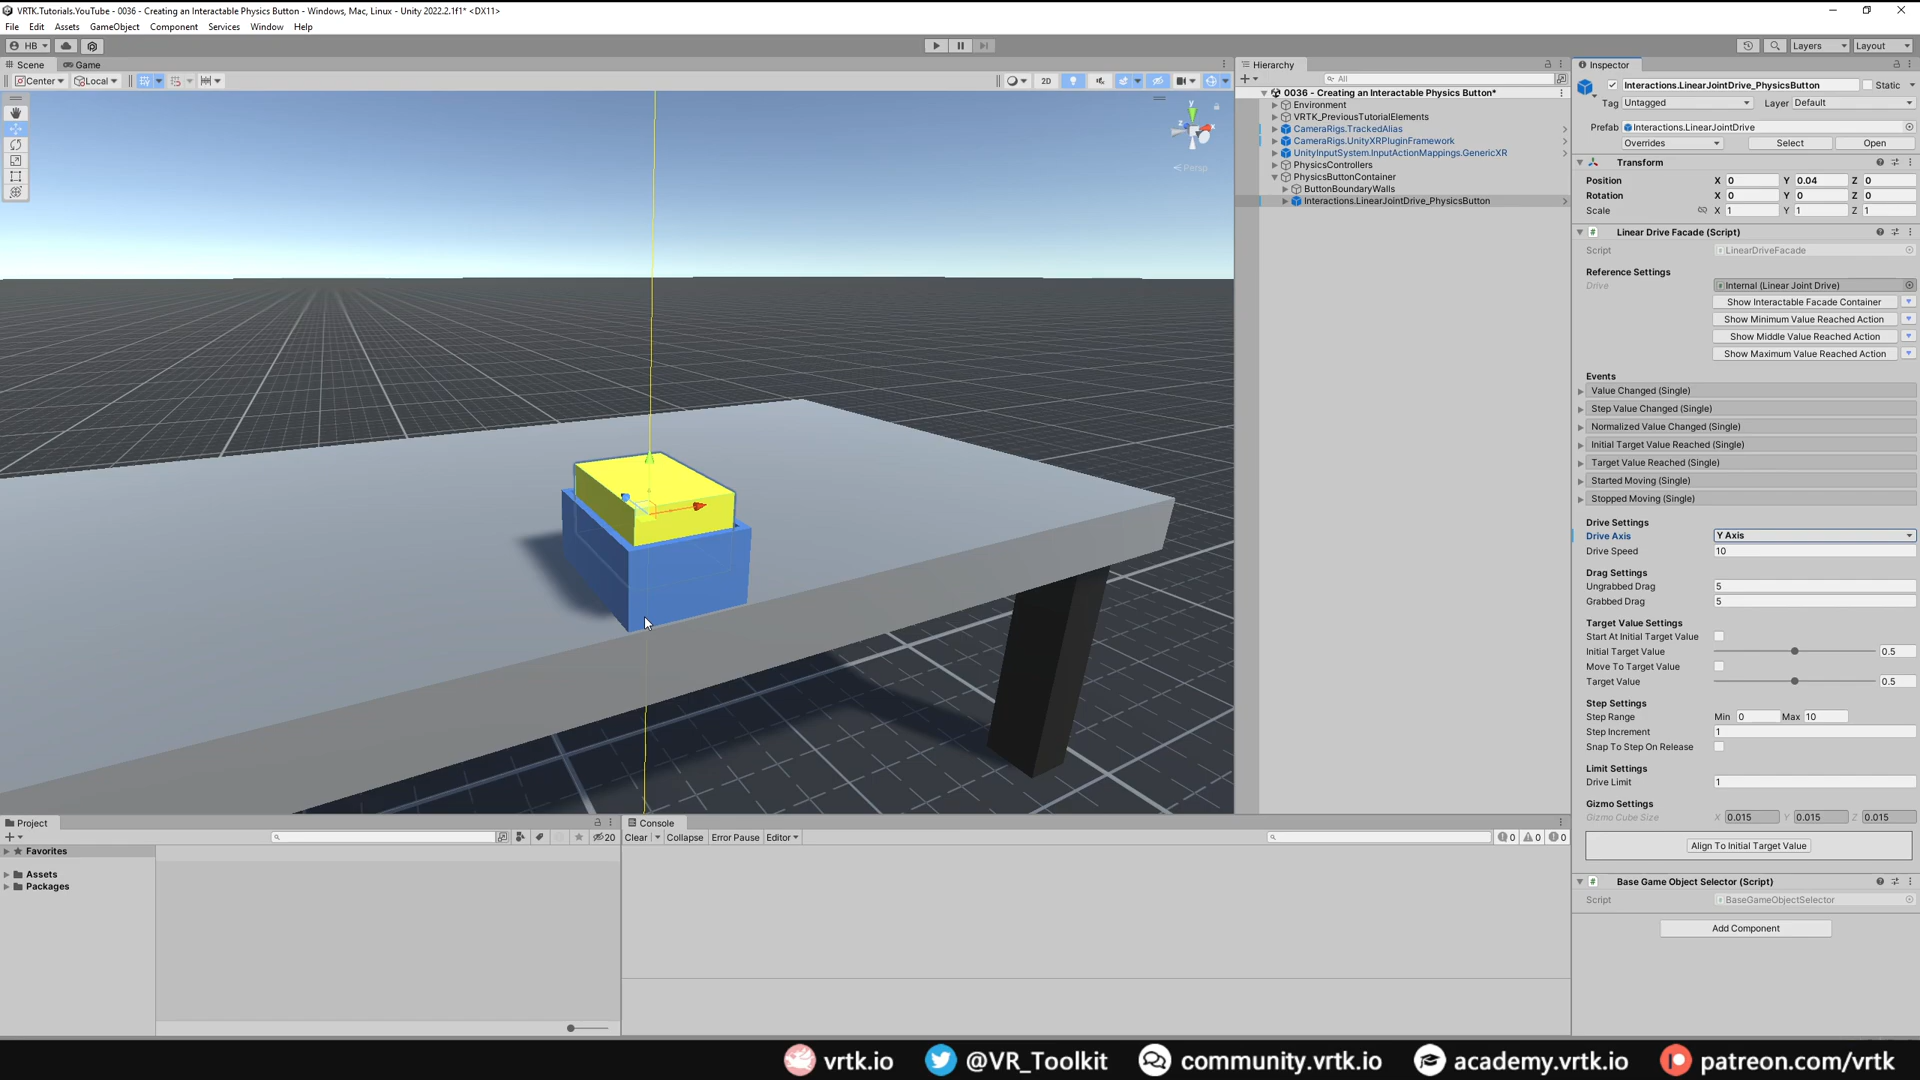 VRTK.Tutorials.YouTube - 0036 - Creating an Interactable Physics Button - Windows, Mac, Linux - Unity 2022.2.1f1* <DX11>
File Edit Assets GameObject Component Services Window Help
HB
Layers Layout
Scene Game
Center Local
2D
y
x
z
Persp
Hierarchy
All
0036 - Creating an Interactable Physics Button*
Environment
VRTK_PreviousTutorialElements
CameraRigs.TrackedAlias
CameraRigs.UnityXRPluginFramework
UnityInputSystem.InputActionMappings.GenericXR
PhysicsControllers
PhysicsButtonContainer
ButtonBoundaryWalls
Interactions.LinearJointDrive_PhysicsButton
Inspector
Interactions.LinearJointDrive_PhysicsButton Static
Tag Untagged Layer Default
Prefab Interactions.LinearJointDrive
Overrides Select Open
Transform
Position X 0 Y 0.04 Z 0
Rotation X 0 Y 0 Z 0
Scale X 1 Y 1 Z 1
Linear Drive Facade (Script)
Script LinearDriveFacade
Reference Settings
Drive Internal (Linear Joint Drive)
Show Interactable Facade Container
Show Minimum Value Reached Action
Show Middle Value Reached Action
Show Maximum Value Reached Action
Events
Value Changed (Single)
Step Value Changed (Single)
Normalized Value Changed (Single)
Initial Target Value Reached (Single)
Target Value Reached (Single)
Started Moving (Single)
Stopped Moving (Single)
Drive Settings
Drive Axis Y Axis
Drive Speed 10
Drag Settings
Ungrabbed Drag 5
Grabbed Drag 5
Target Value Settings
Start At Initial Target Value
Initial Target Value 0.5
Move To Target Value
Target Value 0.5
Step Settings
Step Range Min 0 Max 10
Step Increment 1
Snap To Step On Release
Limit Settings
Drive Limit 1
Gizmo Settings
Gizmo Cube Size X 0.015 Y 0.015 Z 0.015
Align To Initial Target Value
Base Game Object Selector (Script)
Script BaseGameObjectSelector
Add Component
Project
20
Favorites
Assets
Packages
Console
Clear Collapse Error Pause Editor
0 0 0
vrtk.io @VR_Toolkit community.vrtk.io academy.vrtk.io patreon.com/vrtk